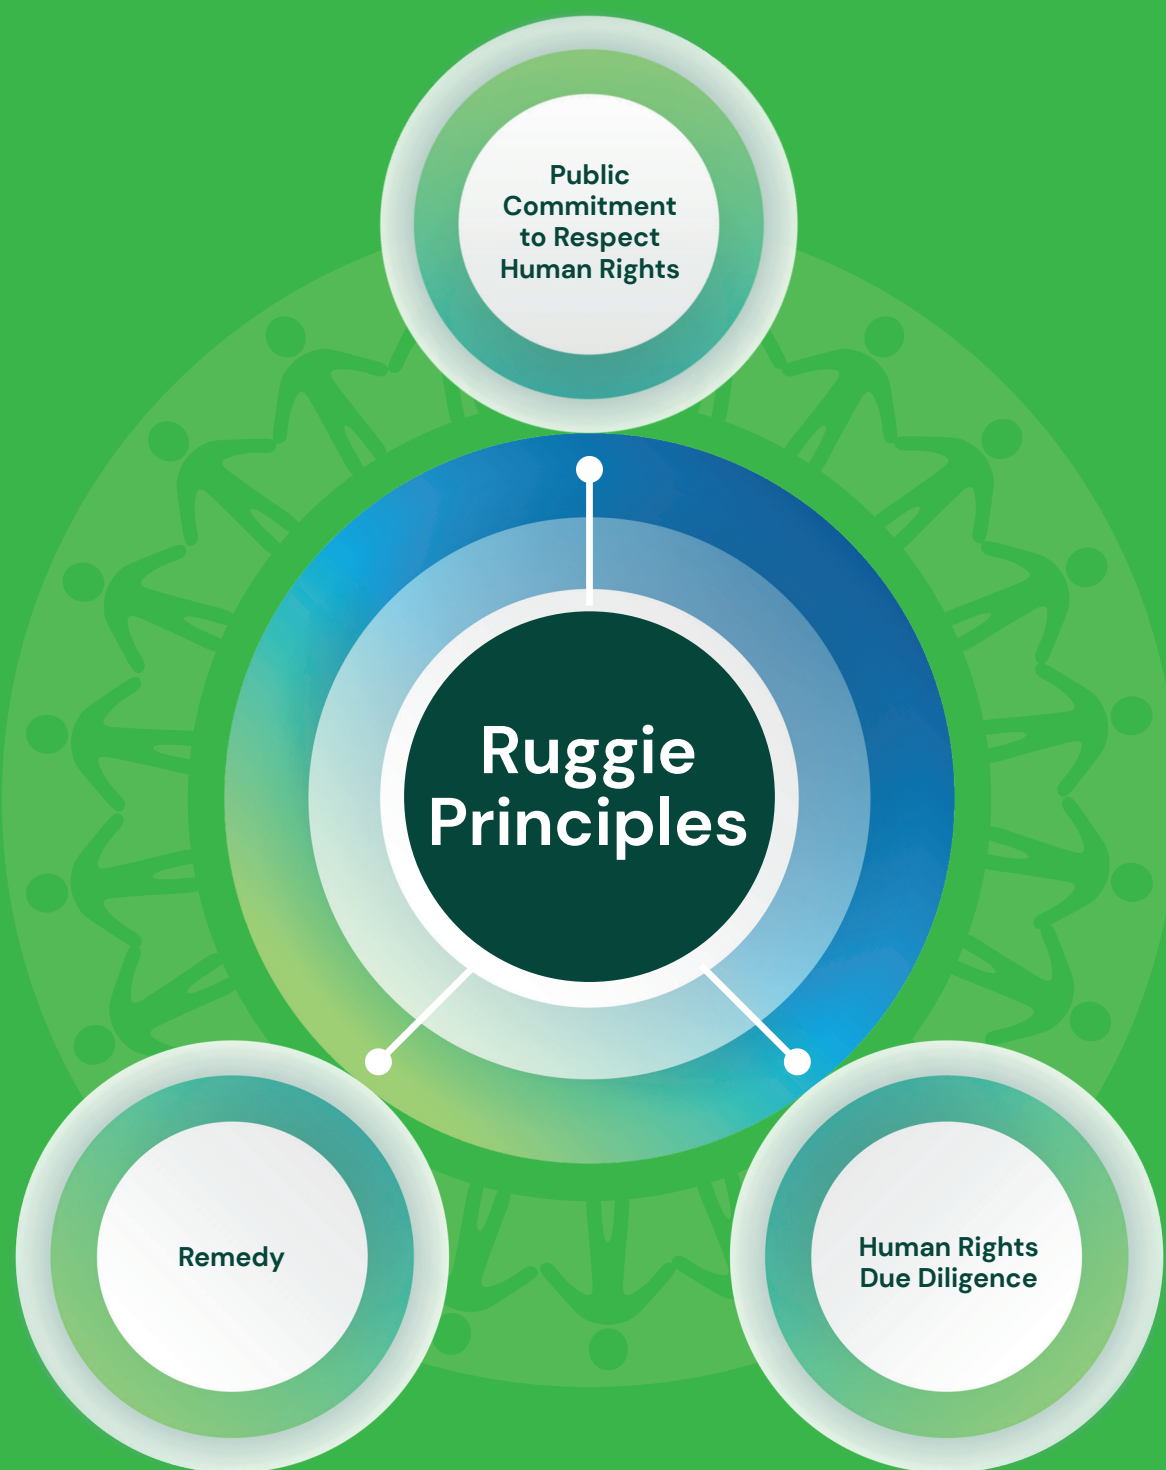 Public
Commitment
to Respect
Human Rights
Ruggie
Principles
Remedy
Human Rights
Due Diligence